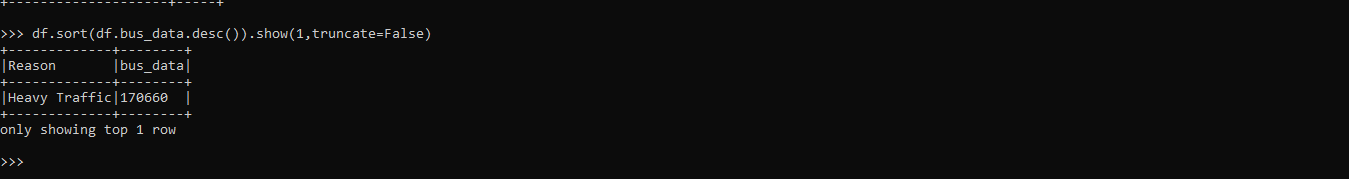 +--------------------+-----+
>>> df.sort(df.bus_data.desc()).show(1,truncate=False)
+-------------+--------+
|Reason       |bus_data|
+-------------+--------+
|Heavy Traffic|170660  |
+-------------+--------+
only showing top 1 row
>>>